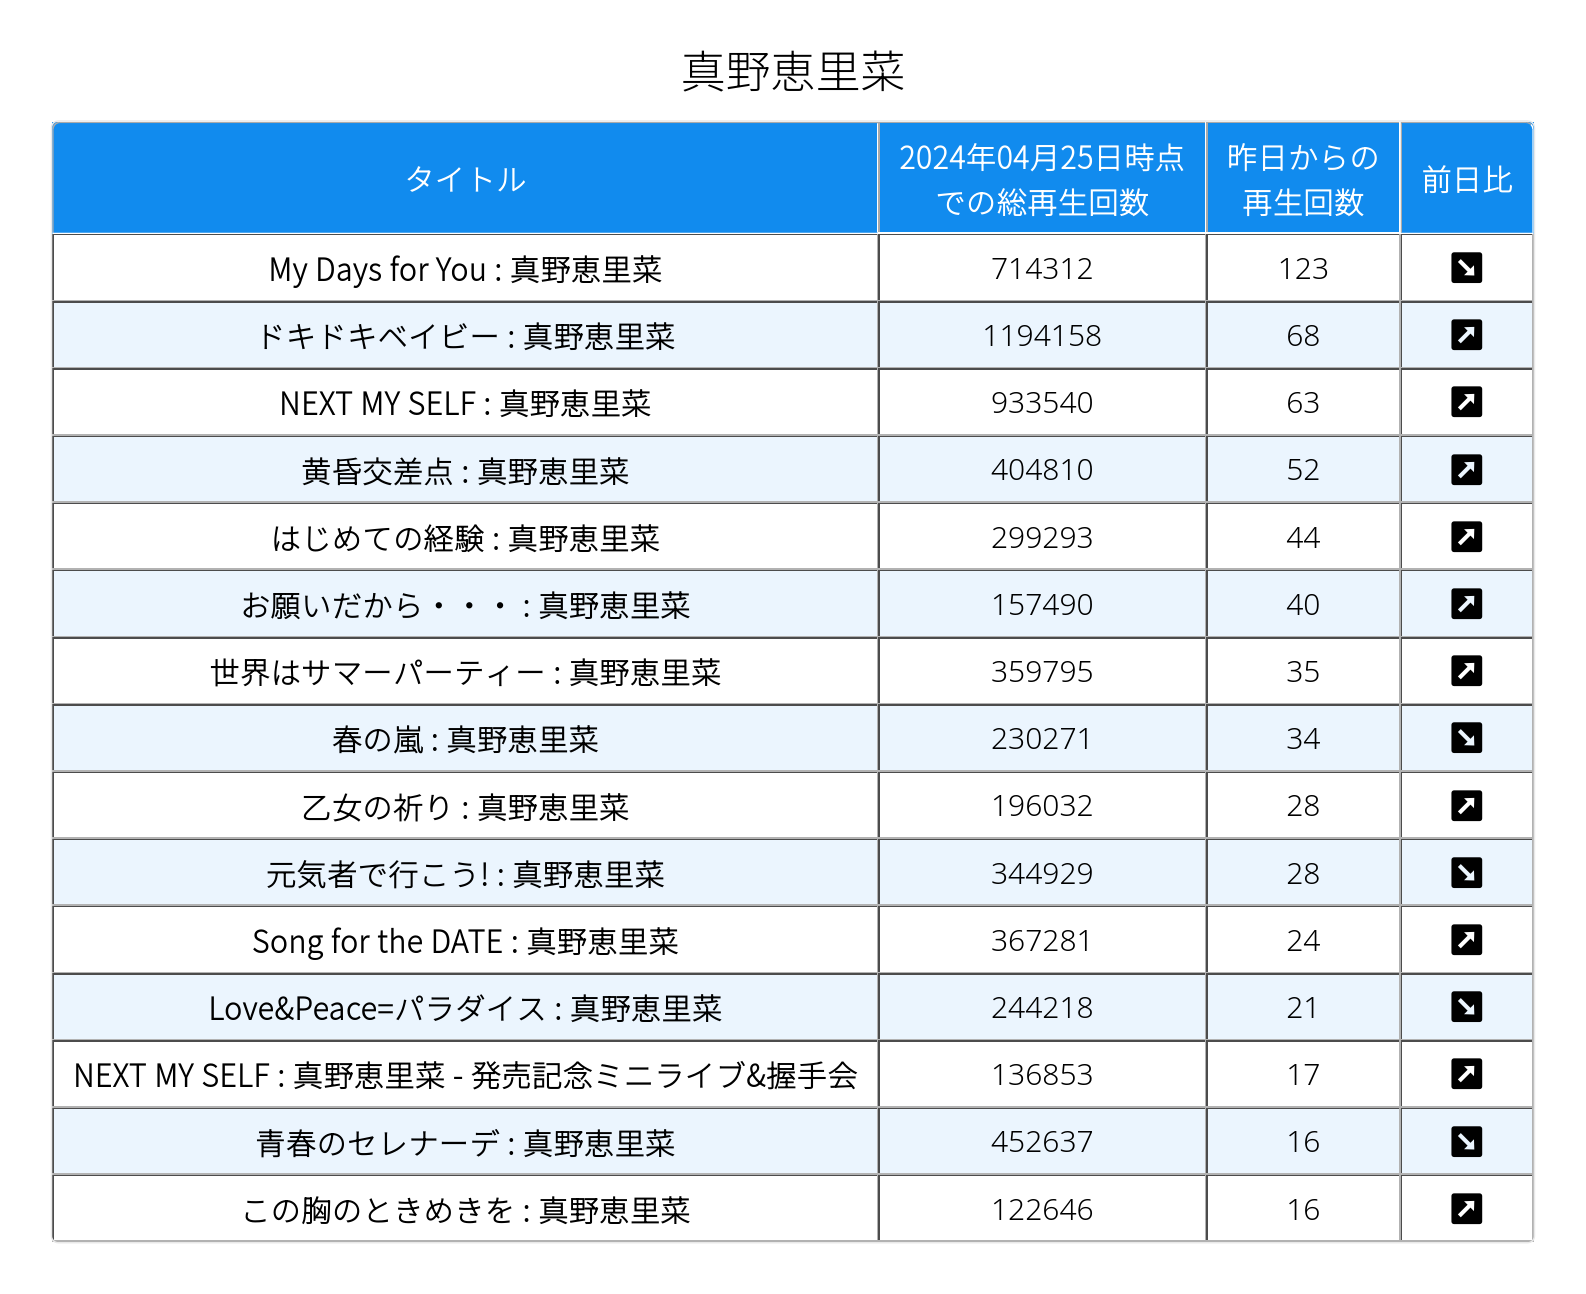 真野恵里菜
タイトル 2024年04月25日時点での総再生回数 昨日からの再生回数 前日比
My Days for You : 真野恵里菜 714312 123 ↘
ドキドキベイビー : 真野恵里菜 1194158 68 ↗
NEXT MY SELF : 真野恵里菜 933540 63 ↗
黄昏交差点 : 真野恵里菜 404810 52 ↗
はじめての経験 : 真野恵里菜 299293 44 ↗
お願いだから・・・ : 真野恵里菜 157490 40 ↗
世界はサマーパーティー : 真野恵里菜 359795 35 ↗
春の嵐 : 真野恵里菜 230271 34 ↘
乙女の祈り : 真野恵里菜 196032 28 ↗
元気者で行こう! : 真野恵里菜 344929 28 ↘
Song for the DATE : 真野恵里菜 367281 24 ↗
Love&Peace=パラダイス : 真野恵里菜 244218 21 ↘
NEXT MY SELF : 真野恵里菜 - 発売記念ミニライブ&握手会 136853 17 ↗
青春のセレナーデ : 真野恵里菜 452637 16 ↘
この胸のときめきを : 真野恵里菜 122646 16 ↗